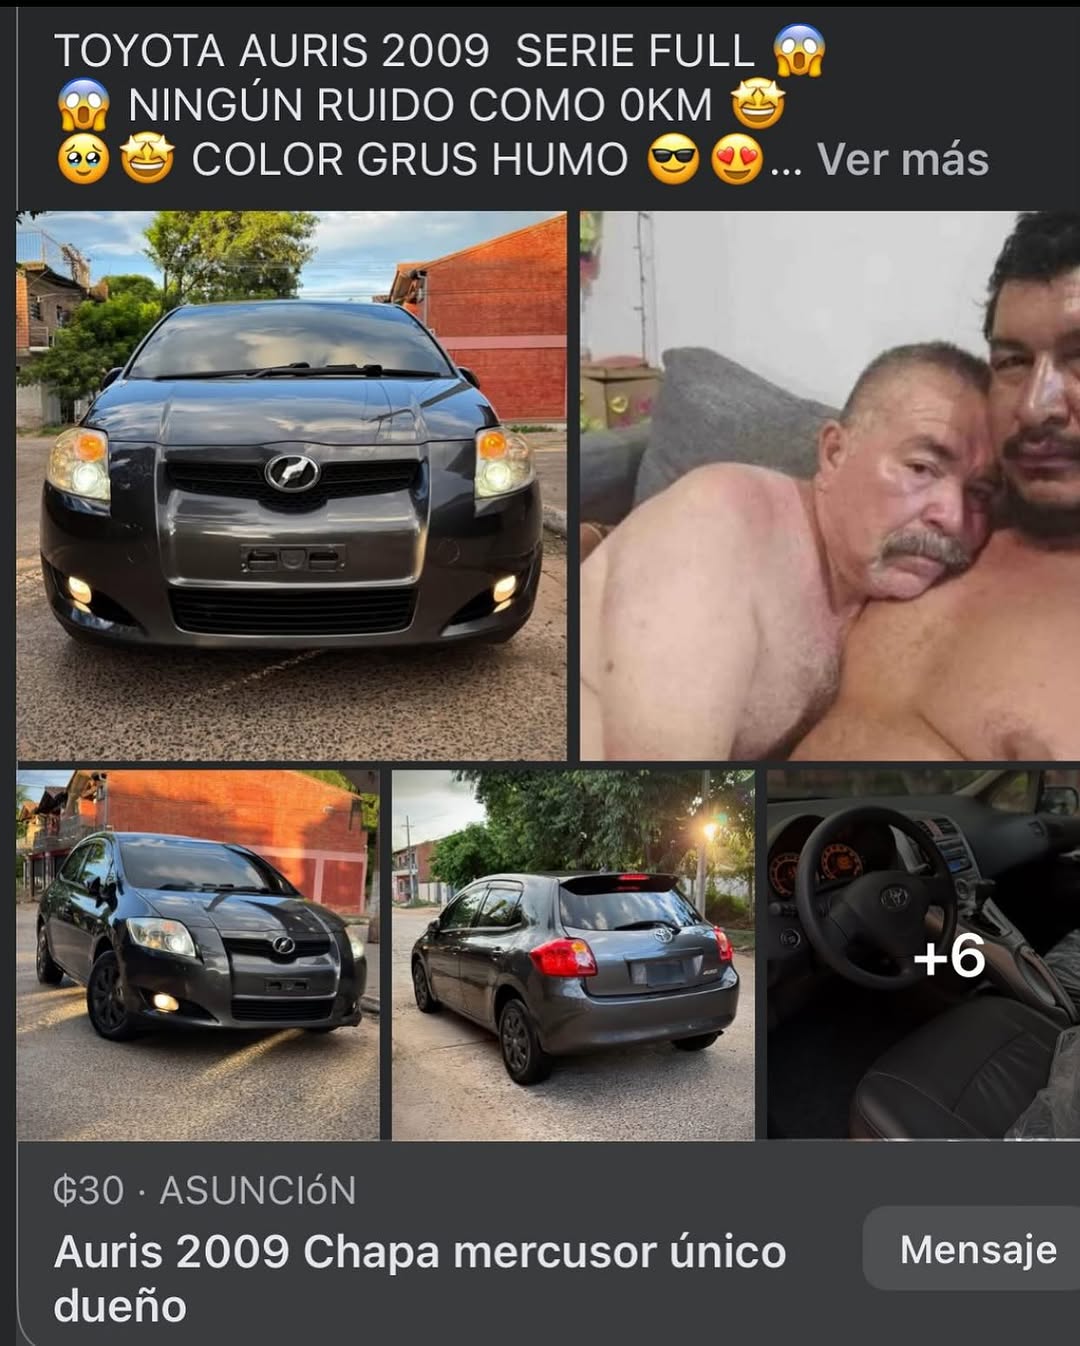 TOYOTA AURIS 2009 SERIE FULL 😱
😱 NINGÚN RUIDO COMO 0KM 🤩
🥹🤩 COLOR GRUS HUMO 😎😍... Ver más
+6
₲30 · ASUNCIóN
Auris 2009 Chapa mercusor único
dueño
Mensaje